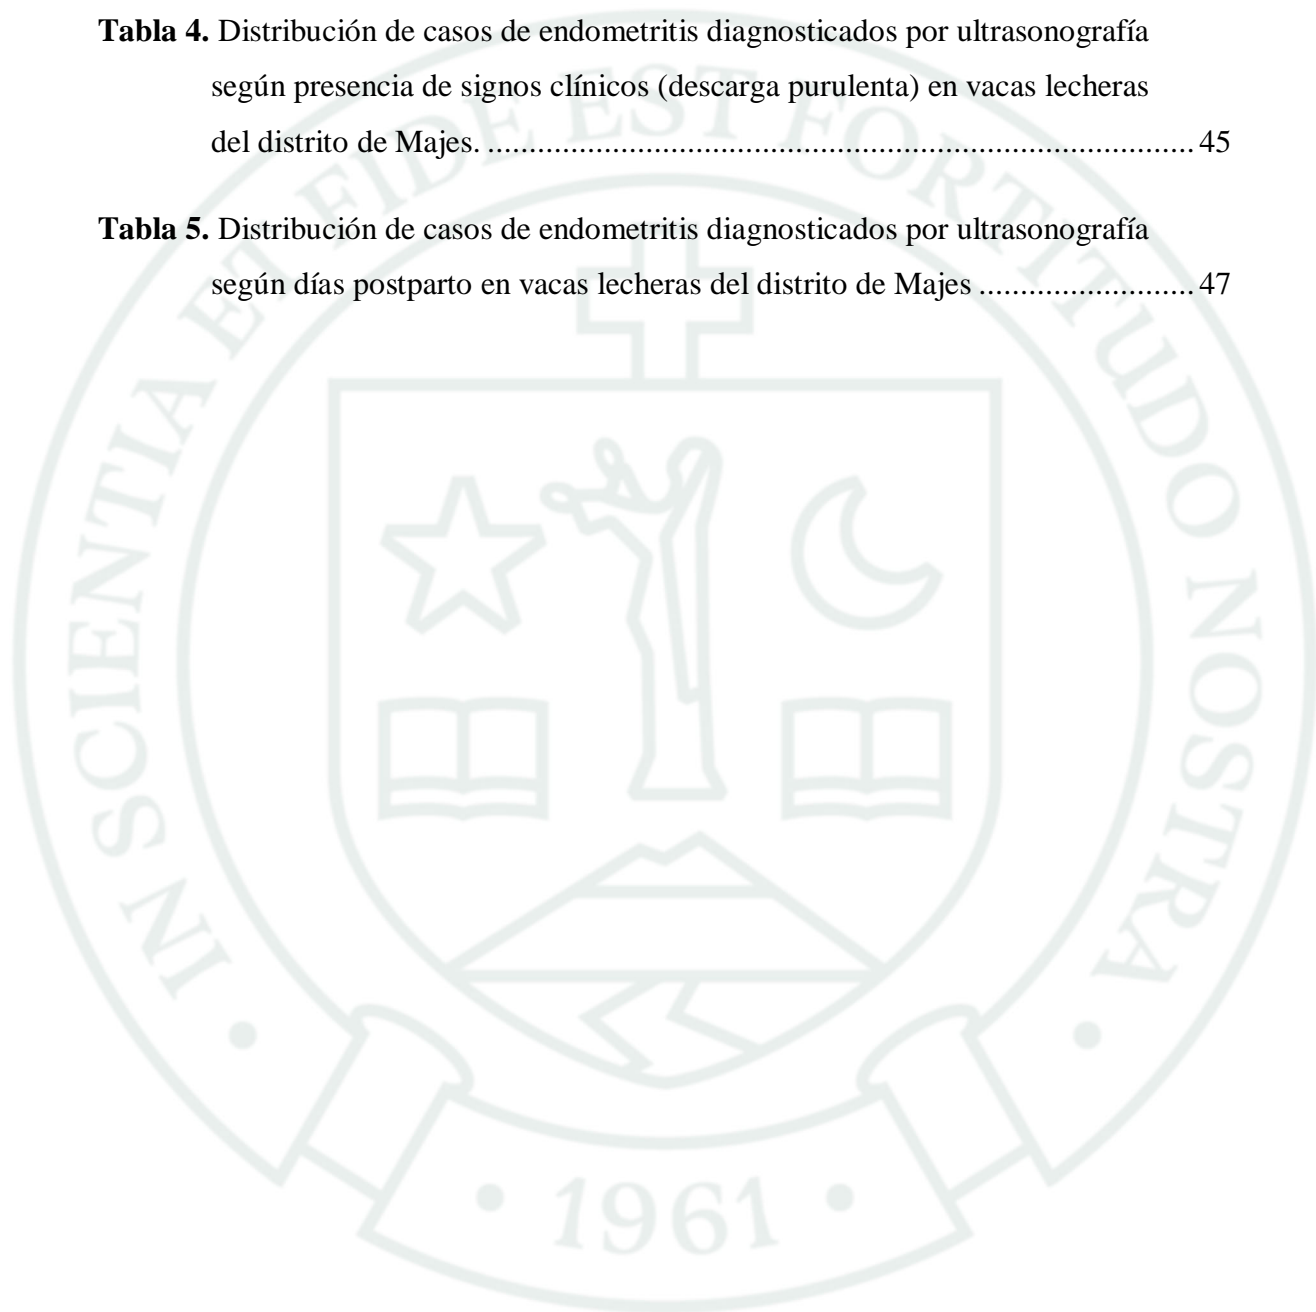 Tabla 4. Distribución de casos de endometritis diagnosticados por ultrasonografía
según presencia de signos clínicos (descarga purulenta) en vacas lecheras
del distrito de Majes. ..................................................................................... 45
Tabla 5. Distribución de casos de endometritis diagnosticados por ultrasonografía
según días postparto en vacas lecheras del distrito de Majes .......................... 47
IN SCIENTIA ET FIDE EST FORTITUDO NOSTRA
• 1961 •